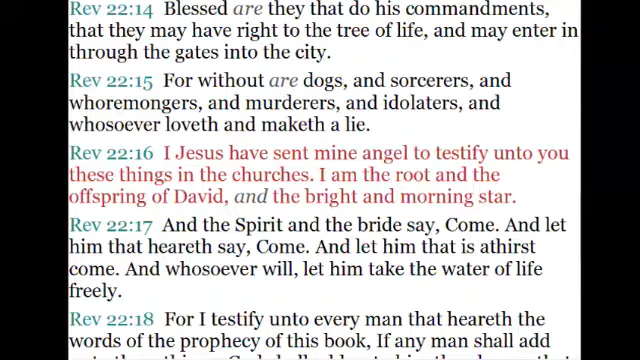 Rev 22:14 Blessed are they that do his commandments,
that they may have right to the tree of life, and may enter in
through the gates into the city.
Rev 22:15 For without are dogs, and sorcerers, and
whoremongers, and murderers, and idolaters, and
whosoever loveth and maketh a lie.
Rev 22:16 I Jesus have sent mine angel to testify unto you
these things in the churches. I am the root and the
offspring of David, and the bright and morning star.
Rev 22:17 And the Spirit and the bride say, Come. And let
him that heareth say, Come. And let him that is athirst
come. And whosoever will, let him take the water of life
freely.
Rev 22:18 For I testify unto every man that heareth the
words of the prophecy of this book, If any man shall add